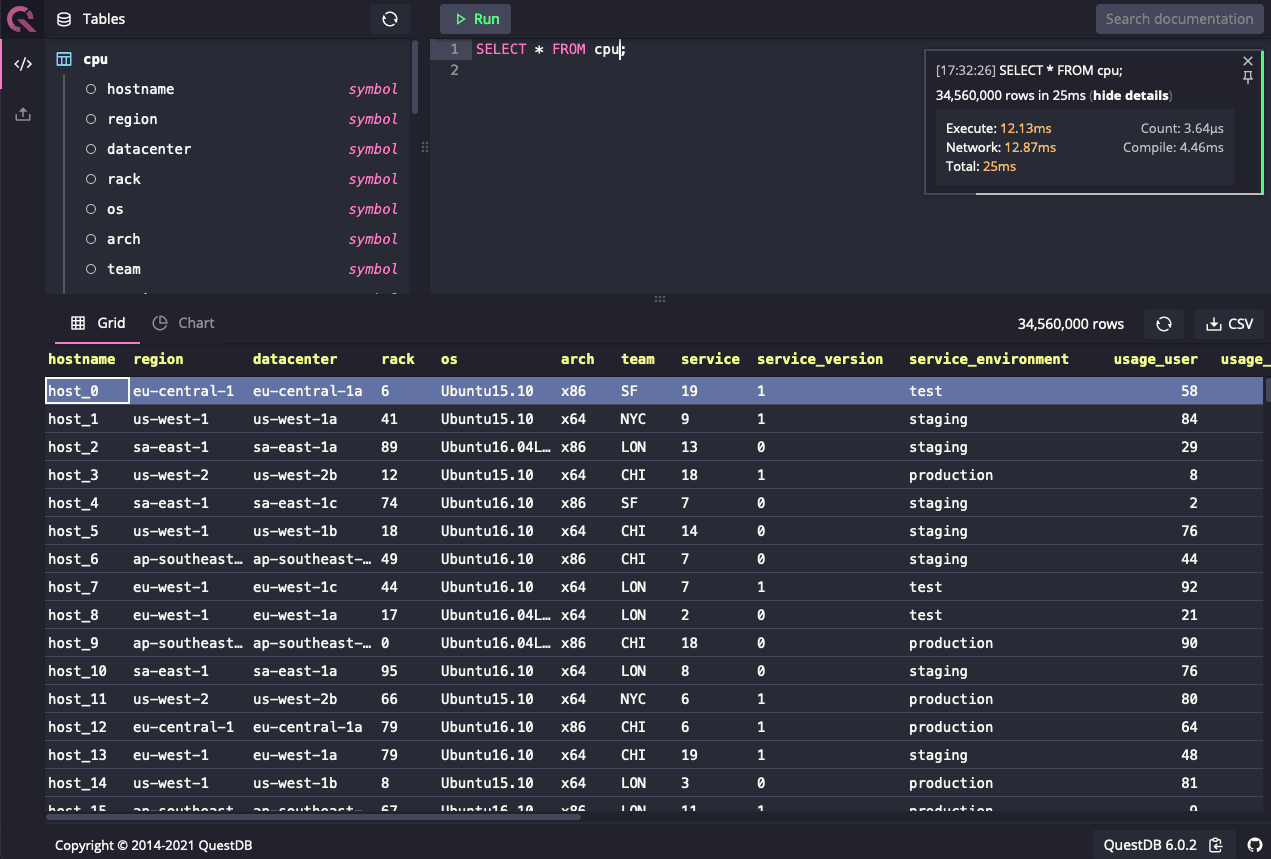 Tables
Run
Search documentation
cpu
hostname symbol
region symbol
datacenter symbol
rack symbol
os symbol
arch symbol
team symbol
1 SELECT * FROM cpu;
2
[17:32:26] SELECT * FROM cpu;
34,560,000 rows in 25ms (hide details)
Execute: 12.13ms Count: 3.64µs
Network: 12.87ms Compile: 4.46ms
Total: 25ms
Grid Chart 34,560,000 rows CSV
hostname region datacenter rack os arch team service service_version service_environment usage_user usage_
host_0 eu-central-1 eu-central-1a 6 Ubuntu15.10 x86 SF 19 1 test 58
host_1 us-west-1 us-west-1a 41 Ubuntu15.10 x64 NYC 9 1 staging 84
host_2 sa-east-1 sa-east-1a 89 Ubuntu16.04L… x86 LON 13 0 staging 29
host_3 us-west-2 us-west-2b 12 Ubuntu15.10 x64 CHI 18 1 production 8
host_4 sa-east-1 sa-east-1c 74 Ubuntu16.10 x86 SF 7 0 staging 2
host_5 us-west-1 us-west-1b 18 Ubuntu16.10 x64 CHI 14 0 staging 76
host_6 ap-southeast… ap-southeast-… 49 Ubuntu16.10 x86 CHI 7 0 staging 44
host_7 eu-west-1 eu-west-1c 44 Ubuntu16.10 x64 LON 7 1 test 92
host_8 eu-west-1 eu-west-1a 17 Ubuntu16.04L… x64 LON 2 0 test 21
host_9 ap-southeast… ap-southeast-… 0 Ubuntu16.04L… x86 CHI 18 0 production 90
host_10 sa-east-1 sa-east-1a 95 Ubuntu16.10 x64 LON 8 0 staging 76
host_11 us-west-2 us-west-2b 66 Ubuntu15.10 x64 NYC 6 1 production 80
host_12 eu-central-1 eu-central-1a 79 Ubuntu16.10 x86 CHI 6 1 production 64
host_13 eu-west-1 eu-west-1a 79 Ubuntu16.10 x64 CHI 19 1 staging 48
host_14 us-west-1 us-west-1b 8 Ubuntu15.10 x64 LON 3 0 production 81
host_15 ap-southeast… ap-southeast-… 67 Ubuntu16.10 x86 LON 11 1 production 9
Copyright © 2014-2021 QuestDB
QuestDB 6.0.2